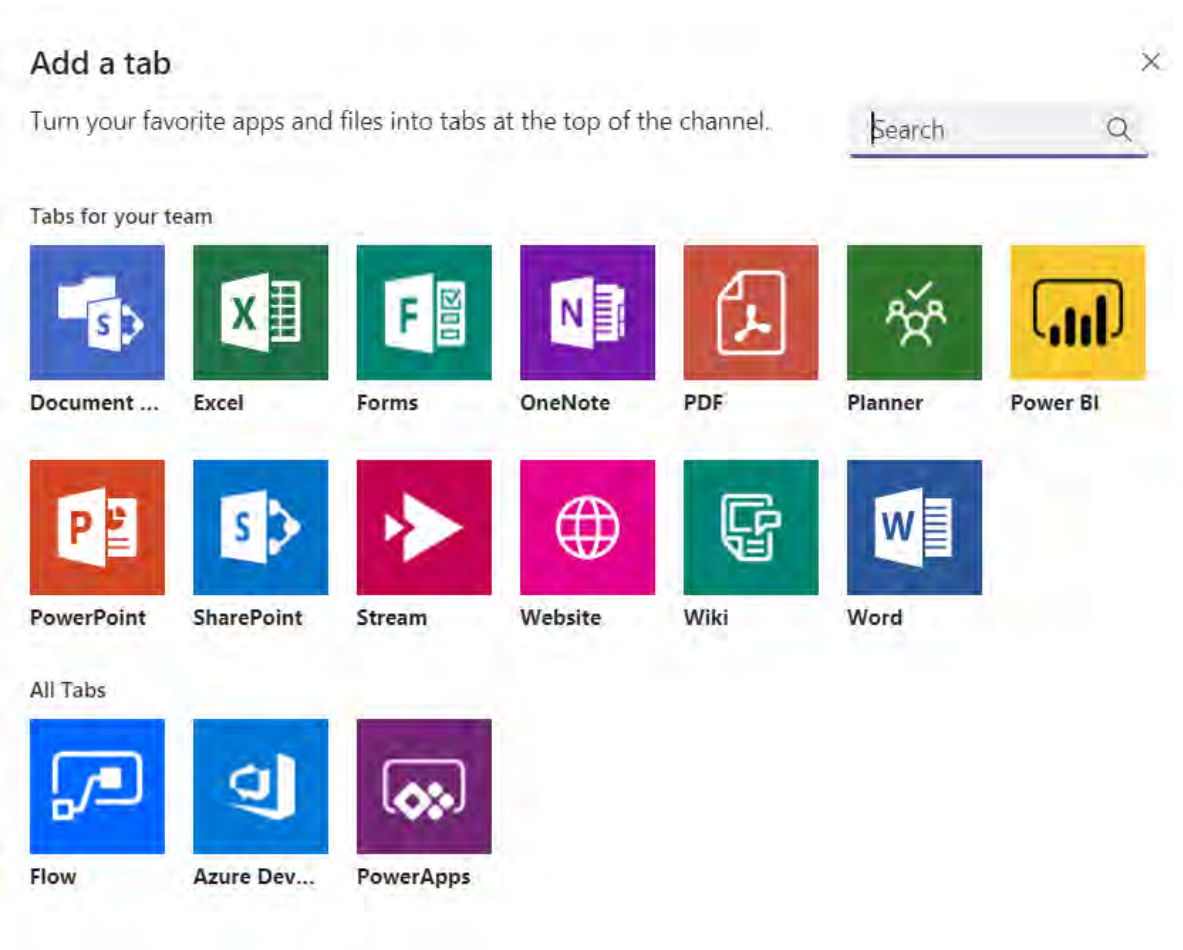 Add a tab
Turn your favorite apps and files into tabs at the top of the channel.
Search
Tabs for your team
S X F N
Document ... Excel Forms OneNote PDF Planner Power BI
P S W
PowerPoint SharePoint Stream Website Wiki Word
All Tabs
Flow Azure Dev... PowerApps